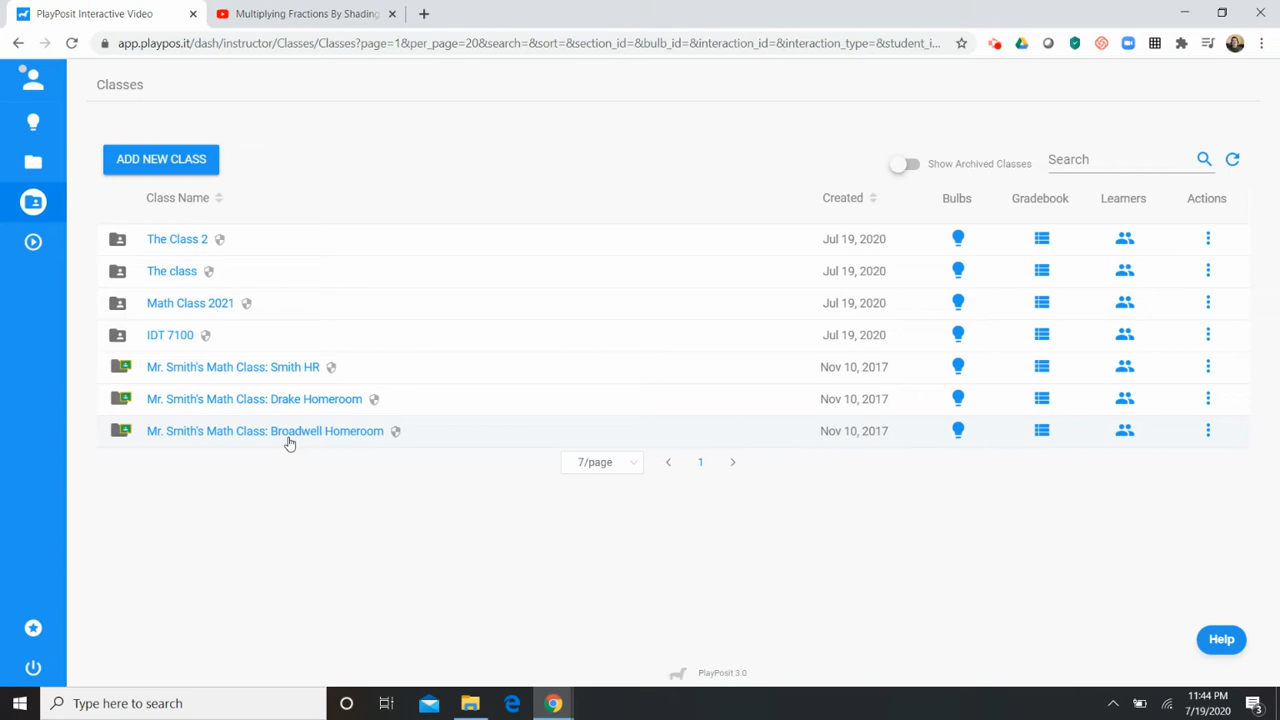 PlayPosit Interactive Video
Multiplying Fractions By Shading
app.playpos.it/dash/instructor/Classes/Classes?page=1&per_page=20&search=&sort=&section_id=&bulb_id=&interaction_id=&interaction_type=&student_i...
Classes
ADD NEW CLASS
Show Archived Classes
Search
Class Name Created Bulbs Gradebook Learners Actions
The Class 2 Jul 19, 2020
The class Jul 19, 2020
Math Class 2021 Jul 19, 2020
IDT 7100 Jul 19, 2020
Mr. Smith's Math Class: Smith HR Nov 10, 2017
Mr. Smith's Math Class: Drake Homeroom Nov 10, 2017
Mr. Smith's Math Class: Broadwell Homeroom Nov 10, 2017
7/page 1
Help
PlayPosit 3.0
Type here to search
11:44 PM
7/19/2020
3